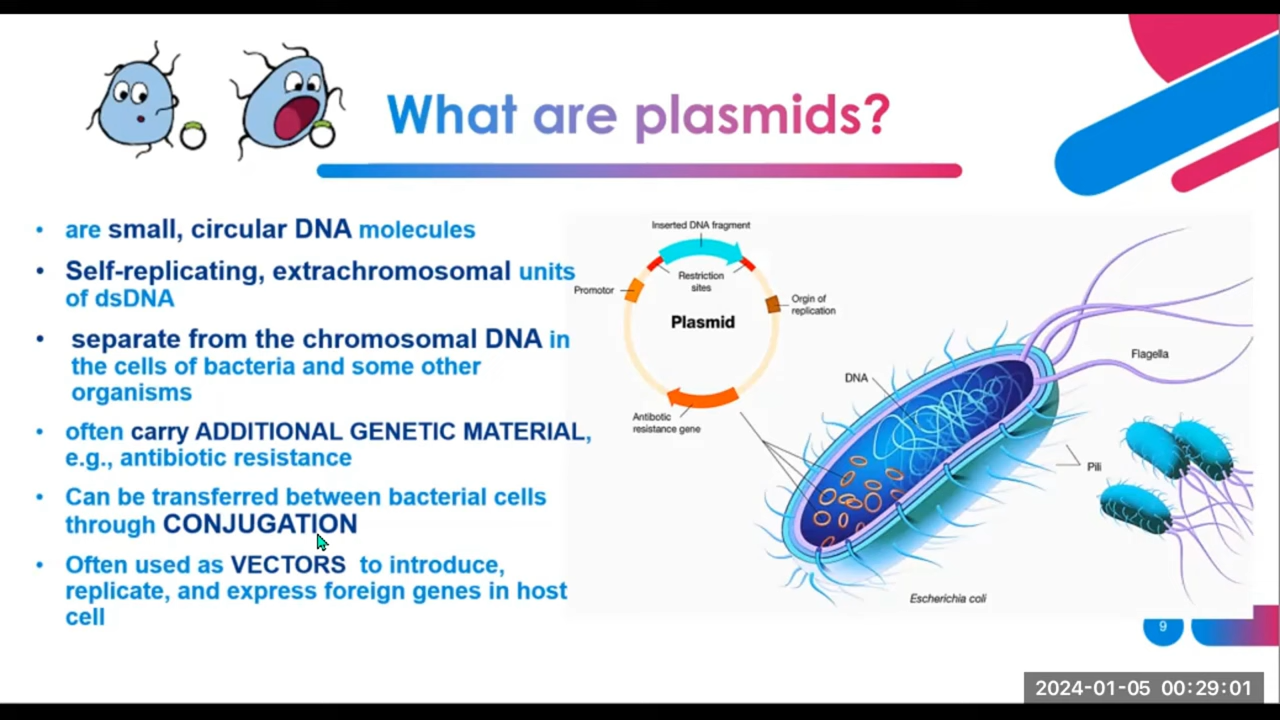 What are plasmids?
• are small, circular DNA molecules
• Self-replicating, extrachromosomal units
of dsDNA
• separate from the chromosomal DNA in
the cells of bacteria and some other
organisms
• often carry ADDITIONAL GENETIC MATERIAL,
e.g., antibiotic resistance
• Can be transferred between bacterial cells
through CONJUGATION
• Often used as VECTORS to introduce,
replicate, and express foreign genes in host
cell
Inserted DNA fragment
Restriction
sites
Promotor
Orgin of
replication
Plasmid
Antibiotic
resistance gene
DNA
Flagella
Pili
Escherichia coli
9
2024-01-05 00:29:01